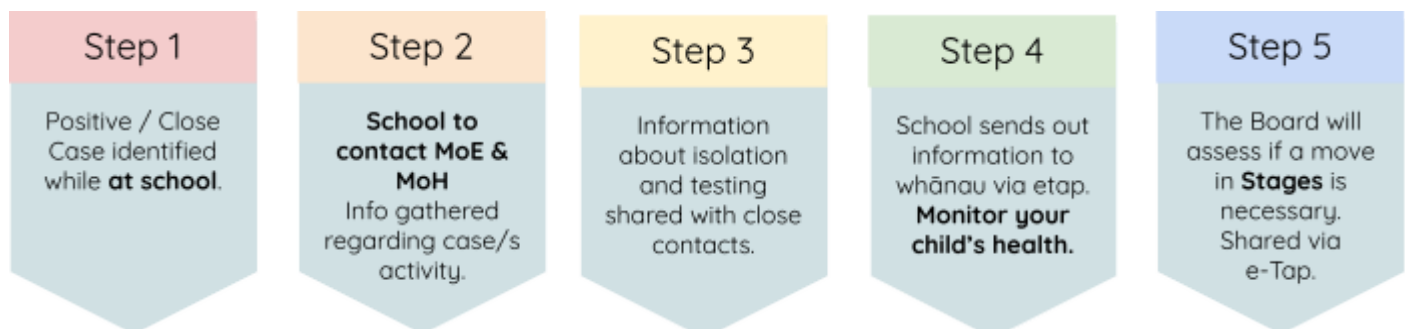 Step 1
Positive / Close
Case identified
while at school.
Step 2
School to
contact MoE &
MoH
Info gathered
regarding case/s
activity.
Step 3
Information
about isolation
and testing
shared with close
contacts.
Step 4
School sends out
information to
whānau via etap.
Monitor your
child's health.
Step 5
The Board will
assess if a move
in Stages is
necessary.
Shared via
e-Tap.